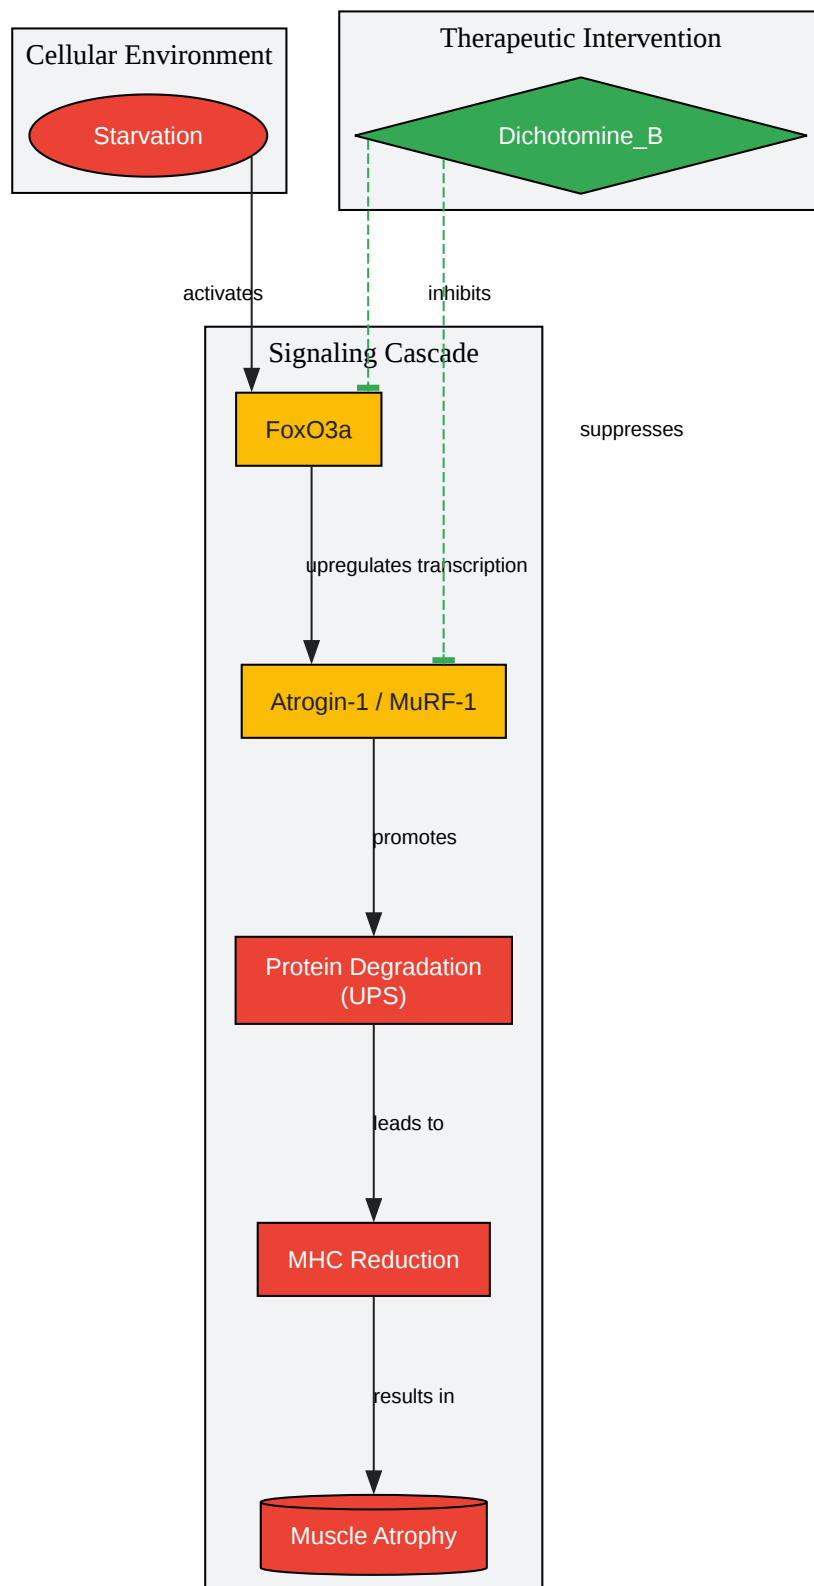 Cellular Environment
Therapeutic Intervention
Starvation
Dichotomine_B
activates
inhibits
Signaling Cascade
FoxO3a
suppresses
upregulates transcription
Atrogin-1 / MuRF-1
promotes
Protein Degradation
(UPS)
leads to
MHC Reduction
results in
Muscle Atrophy